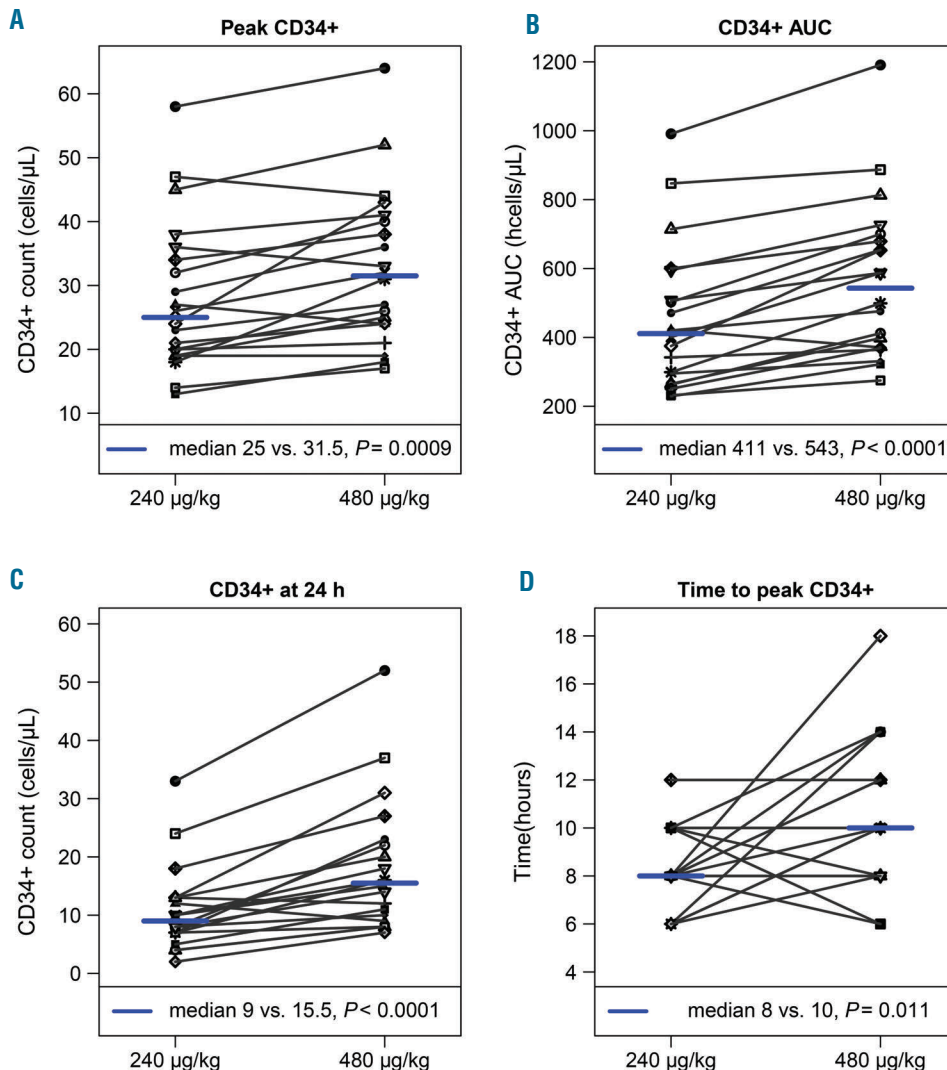 A
Peak CD34+
CD34+ count (cells/µL)
60
50
40
30
20
10
median 25 vs. 31.5, P= 0.0009
240 µg/kg
480 µg/kg
B
CD34+ AUC
CD34+ AUC (hcells/µL)
1200
1000
800
600
400
200
median 411 vs. 543, P< 0.0001
240 µg/kg
480 µg/kg
C
CD34+ at 24 h
CD34+ count (cells/µL)
60
50
40
30
20
10
0
median 9 vs. 15.5, P< 0.0001
240 µg/kg
480 µg/kg
D
Time to peak CD34+
Time(hours)
18
16
14
12
10
8
6
4
median 8 vs. 10, P= 0.011
240 µg/kg
480 µg/kg